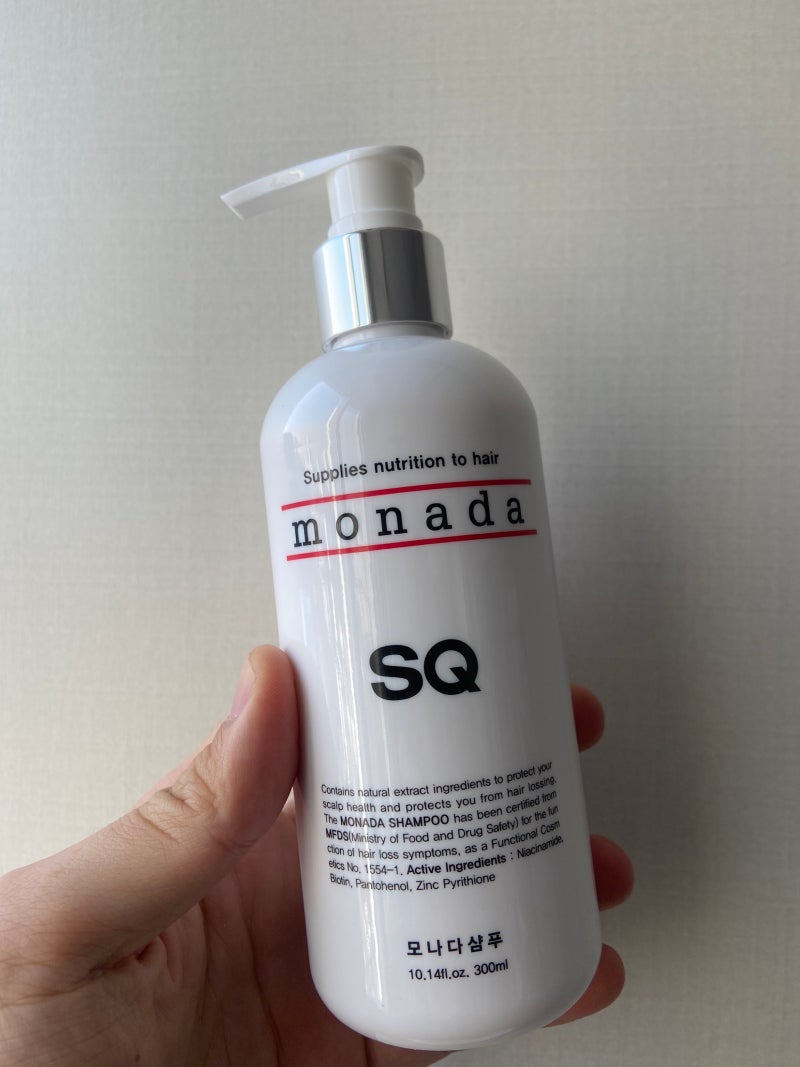 Supplies nutrition to hair
monada
SQ
Contains natural extract ingredients to protect your
scalp health and protects you from hair lossing.
The MONADA SHAMPOO has been certified from
MFDS(Ministry of Food and Drug Safety) for the fun
ction of hair loss symptoms, as a Functional Cosm
etics No. 1554-1. Active Ingredients : Niacinamide,
Biotin, Pantohenol, Zinc Pyrithione
모나다샴푸
10.14fl.oz. 300ml